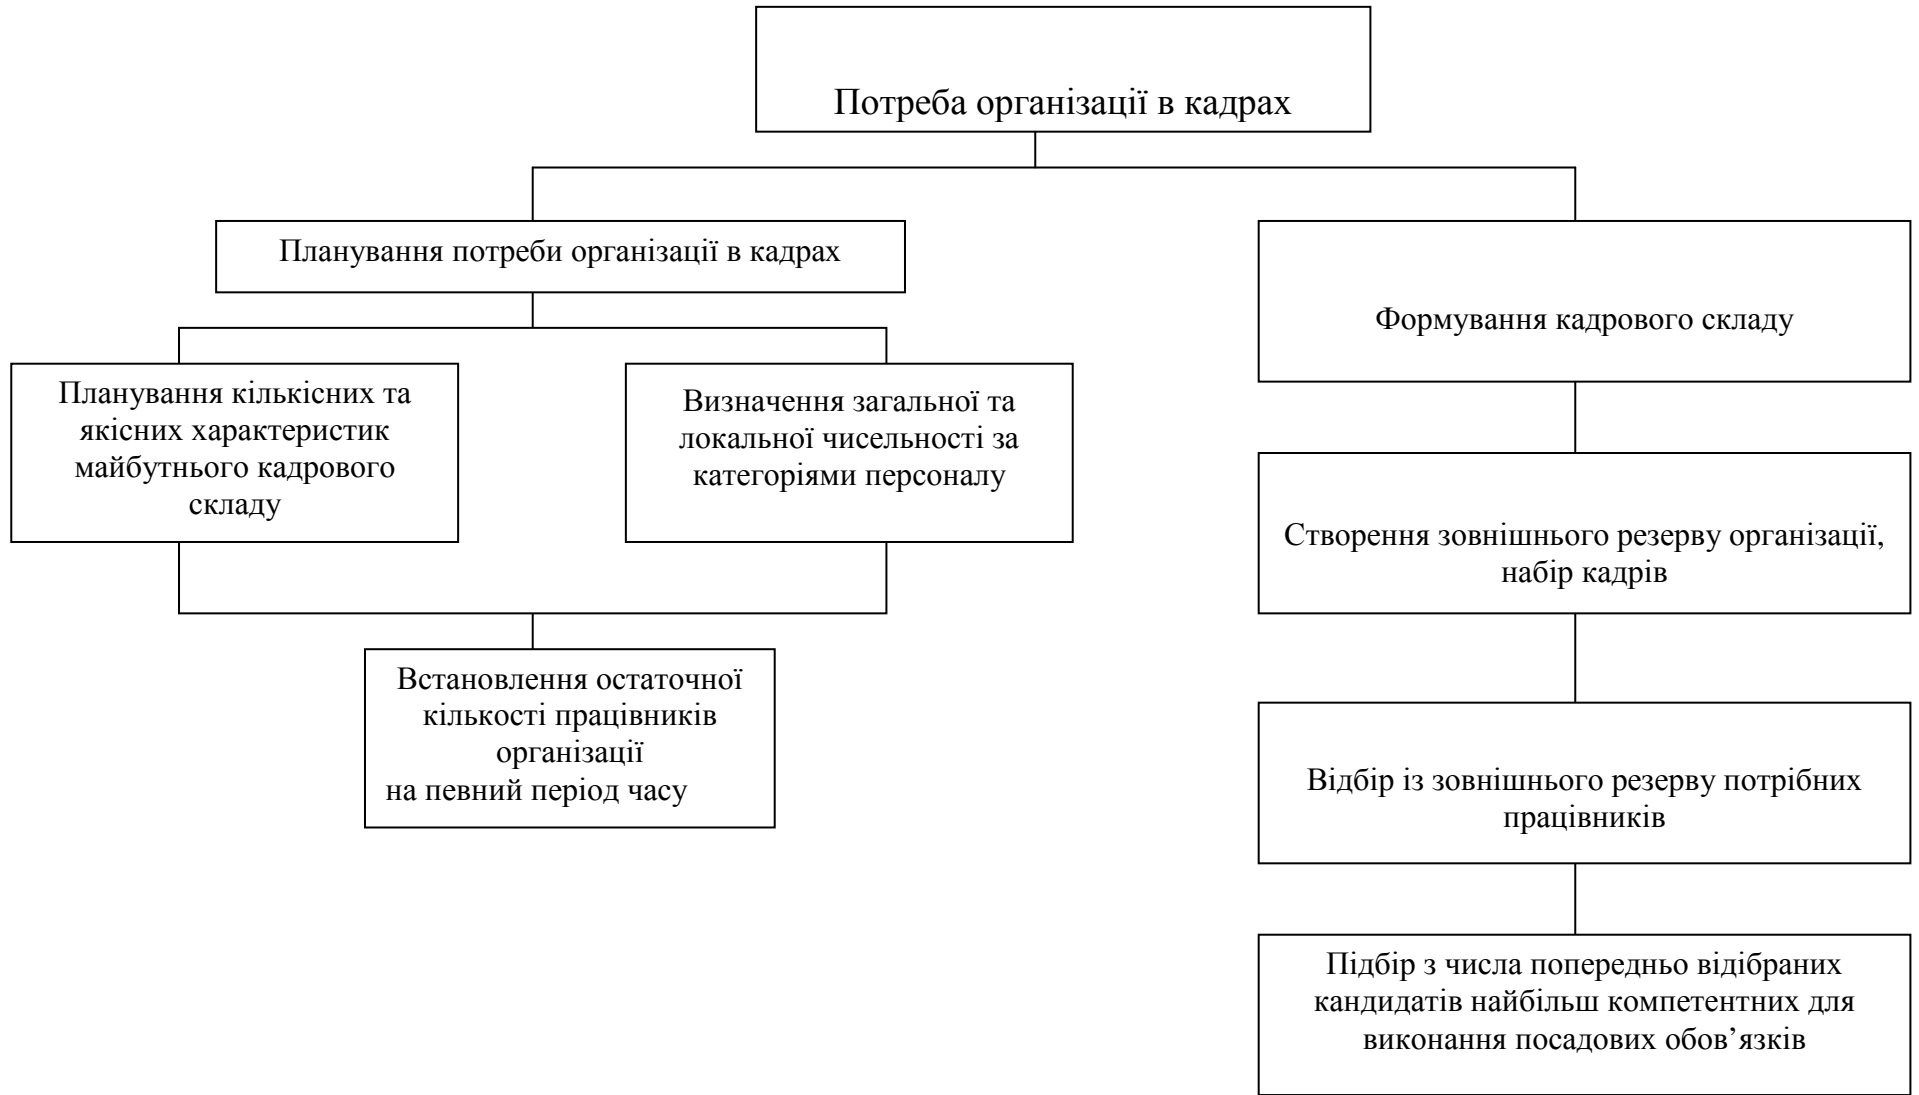 Потреба організації в кадрах
Планування потреби організації в кадрах
Планування кількісних та
якісних характеристик
майбутнього кадрового
складу
Визначення загальної та
локальної чисельності за
категоріями персоналу
Встановлення остаточної
кількості працівників
організації
на певний період часу
Формування кадрового складу
Створення зовнішнього резерву організації,
набір кадрів
Відбір із зовнішнього резерву потрібних
працівників
Підбір з числа попередньо відібраних
кандидатів найбільш компетентних для
виконання посадових обов’язків